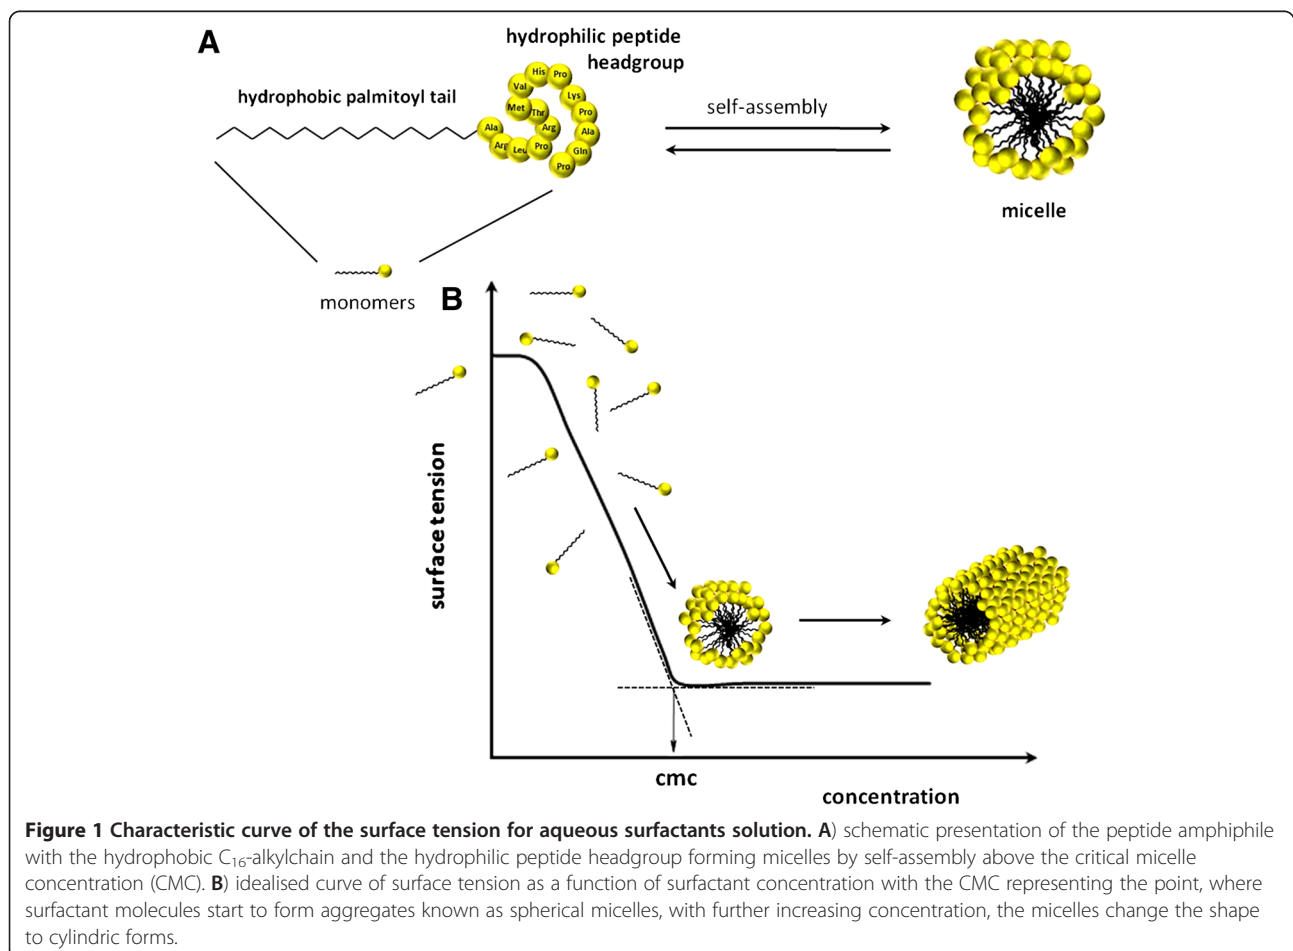 A
hydrophilic peptide
headgroup
hydrophobic palmitoyl tail
Ala
Arg
Leu
Pro
Arg
Thr
Met
Val
His
Pro
Lys
Pro
Ala
Gln
Pro
self-assembly
micelle
monomers
B
surface tension
cmc
concentration
Figure 1 Characteristic curve of the surface tension for aqueous surfactants solution. A) schematic presentation of the peptide amphiphile
with the hydrophobic C₁₆-alkylchain and the hydrophilic peptide headgroup forming micelles by self-assembly above the critical micelle
concentration (CMC). B) idealised curve of surface tension as a function of surfactant concentration with the CMC representing the point, where
surfactant molecules start to form aggregates known as spherical micelles, with further increasing concentration, the micelles change the shape
to cylindric forms.